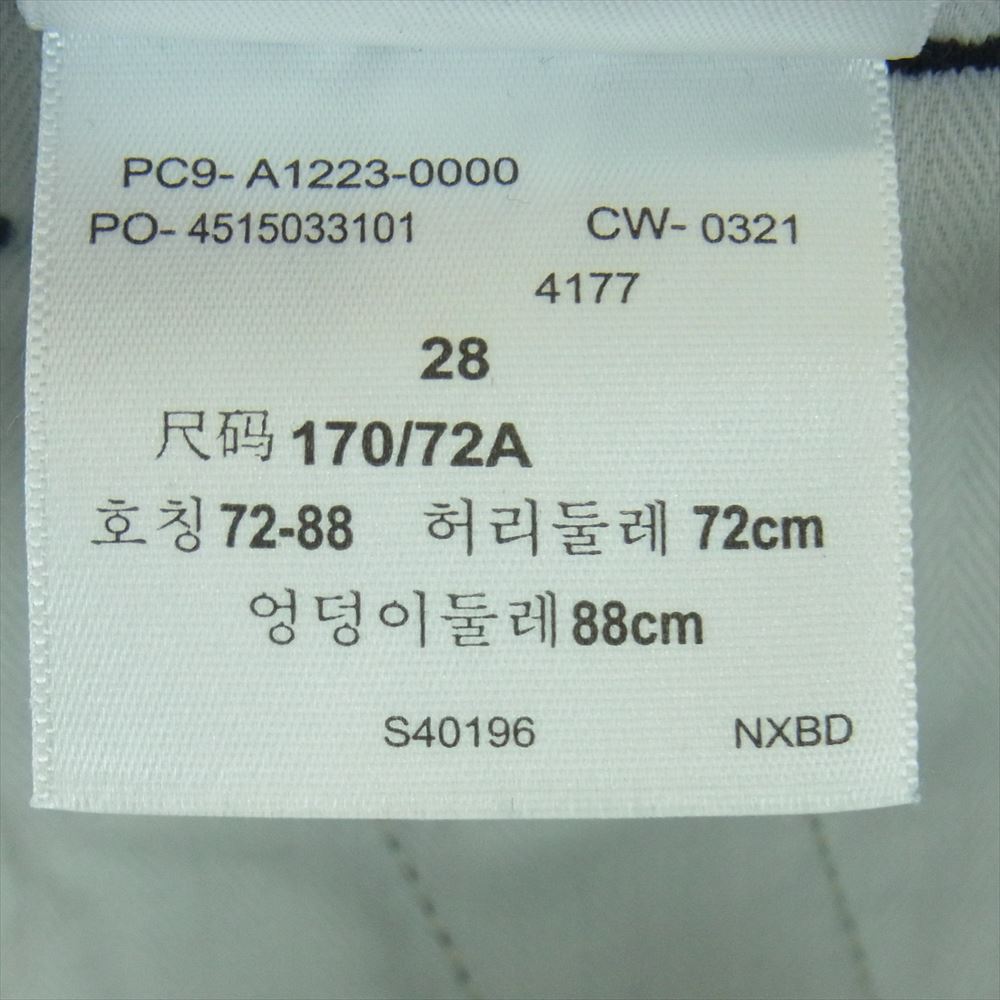 PC9- A1223-0000
PO- 4515033101 CW- 0321
4177
28
尺码 170/72A
호칭 72-88 허리둘레 72cm
엉덩이둘레 88cm
S40196 NXBD